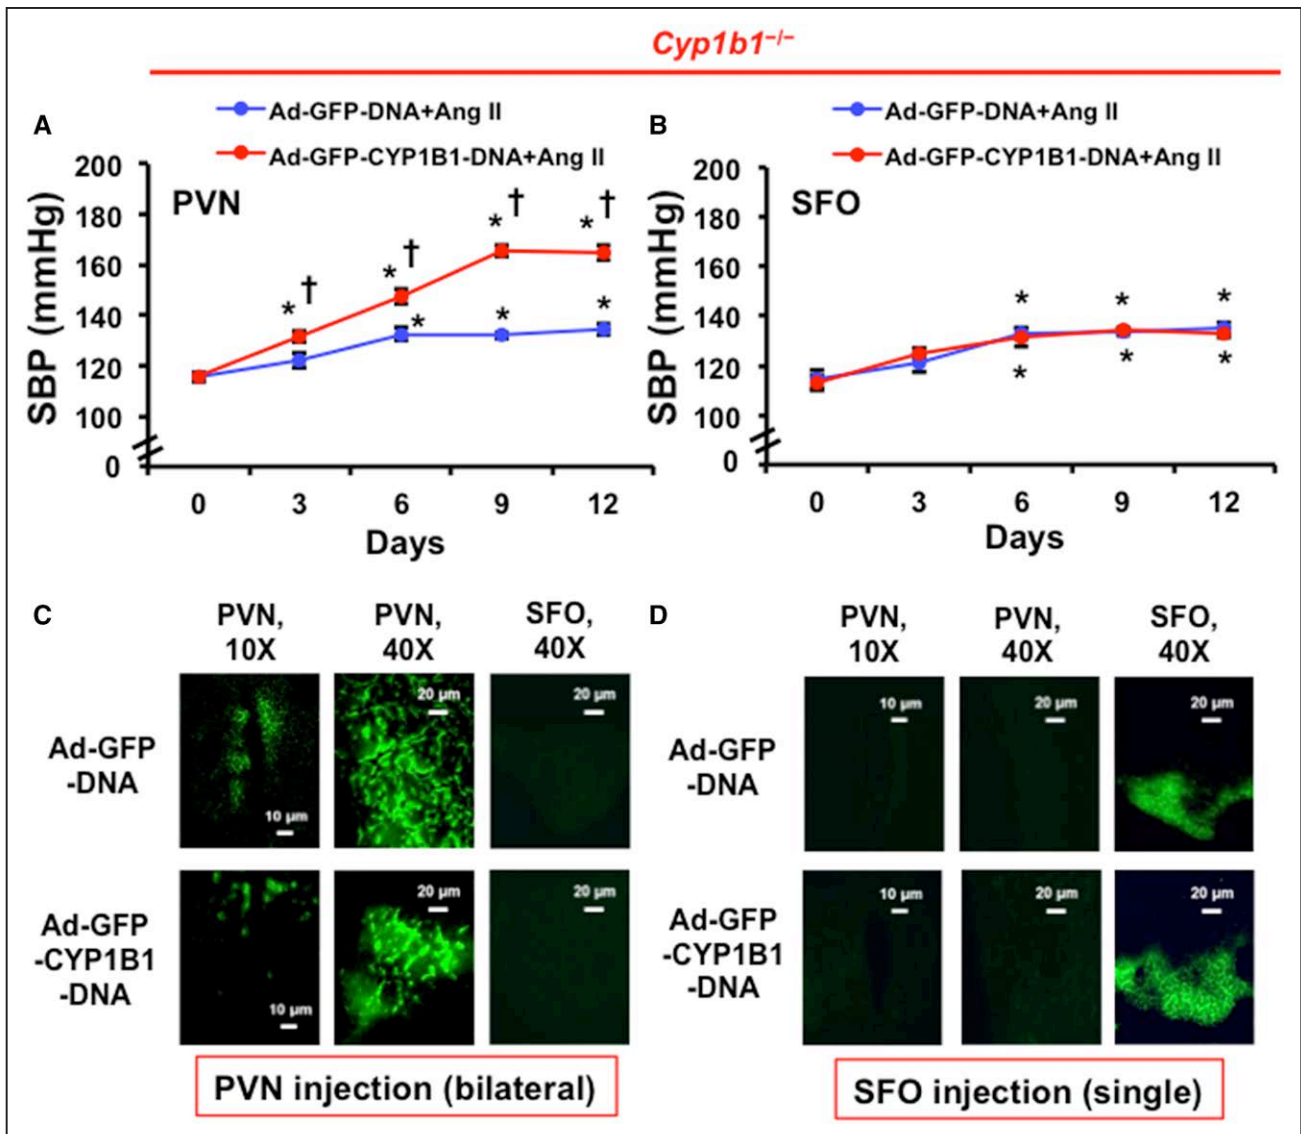 Cyp1b1–/–
A
Ad-GFP-DNA+Ang II
Ad-GFP-CYP1B1-DNA+Ang II
PVN
SBP (mmHg)
200
180
160
140
120
100
0
* †
* †
* †
* †
*
*
*
0 3 6 9 12
Days
B
Ad-GFP-DNA+Ang II
Ad-GFP-CYP1B1-DNA+Ang II
SFO
SBP (mmHg)
200
180
160
140
120
100
0
* * *
* * *
0 3 6 9 12
Days
C
PVN,
10X
PVN,
40X
SFO,
40X
Ad-GFP
-DNA
10 µm
20 µm
20 µm
Ad-GFP
-CYP1B1
-DNA
10 µm
20 µm
20 µm
PVN injection (bilateral)
D
PVN,
10X
PVN,
40X
SFO,
40X
Ad-GFP
-DNA
10 µm
20 µm
20 µm
Ad-GFP
-CYP1B1
-DNA
10 µm
20 µm
20 µm
SFO injection (single)